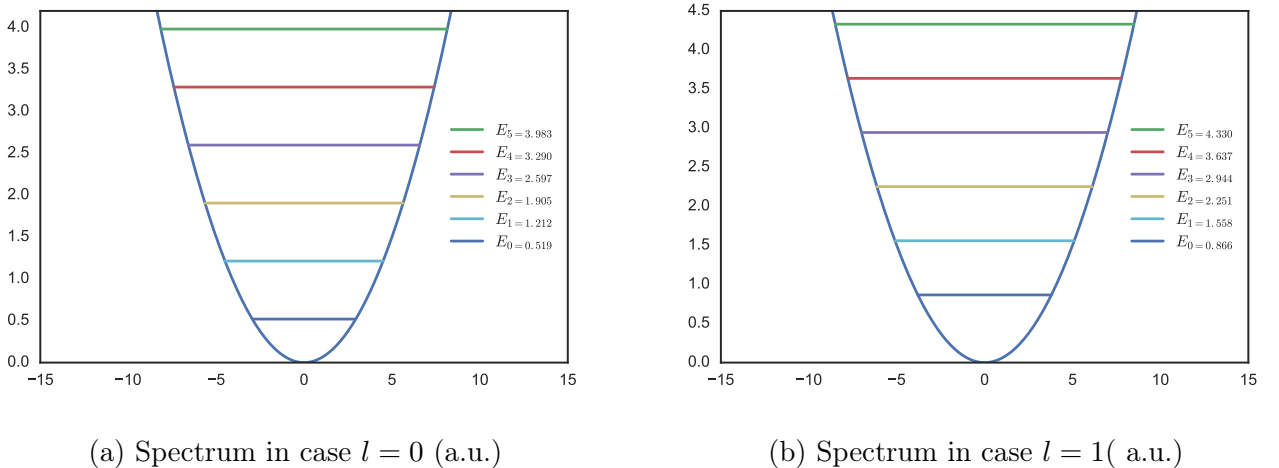 4.0
3.5
3.0
2.5
2.0
1.5
1.0
0.5
0.0
−15 −10 −5 0 5 10 15
E5=3.983
E4=3.290
E3=2.597
E2=1.905
E1=1.212
E0=0.519
(a) Spectrum in case l = 0 (a.u.)
4.5
4.0
3.5
3.0
2.5
2.0
1.5
1.0
0.5
0.0
−15 −10 −5 0 5 10 15
E5=4.330
E4=3.637
E3=2.944
E2=2.251
E1=1.558
E0=0.866
(b) Spectrum in case l = 1( a.u.)